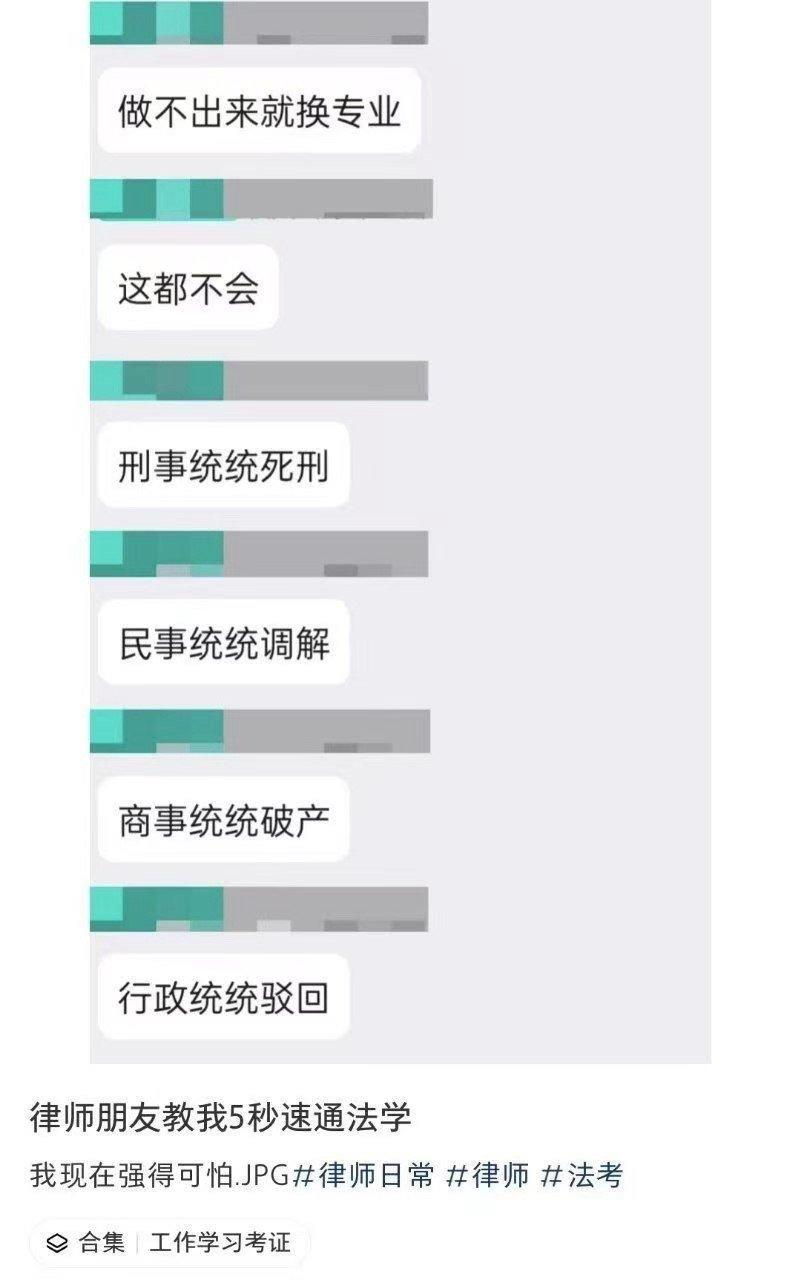 做不出来就换专业
这都不会
刑事统统死刑
民事统统调解
商事统统破产
行政统统驳回
律师朋友教我5秒速通法学
我现在强得可怕.JPG#律师日常 #律师 #法考
合集 | 工作学习考证